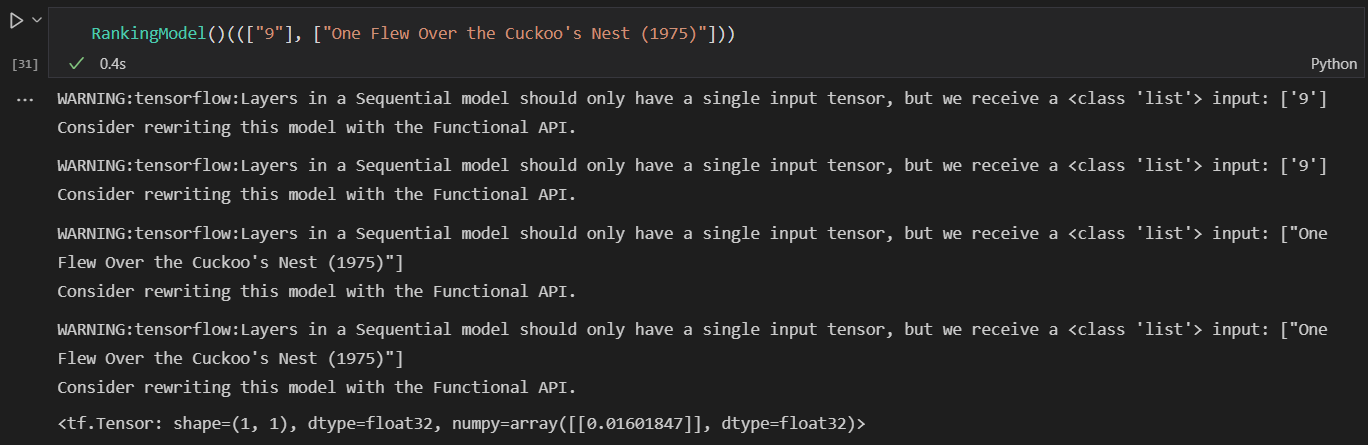 RankingModel()((["9"], ["One Flew Over the Cuckoo's Nest (1975)"]))
[31]
0.4s
Python
...
WARNING:tensorflow:Layers in a Sequential model should only have a single input tensor, but we receive a <class 'list'> input: ['9']
Consider rewriting this model with the Functional API.
WARNING:tensorflow:Layers in a Sequential model should only have a single input tensor, but we receive a <class 'list'> input: ['9']
Consider rewriting this model with the Functional API.
WARNING:tensorflow:Layers in a Sequential model should only have a single input tensor, but we receive a <class 'list'> input: ["One
Flew Over the Cuckoo's Nest (1975)"]
Consider rewriting this model with the Functional API.
WARNING:tensorflow:Layers in a Sequential model should only have a single input tensor, but we receive a <class 'list'> input: ["One
Flew Over the Cuckoo's Nest (1975)"]
Consider rewriting this model with the Functional API.
<tf.Tensor: shape=(1, 1), dtype=float32, numpy=array([[0.01601847]], dtype=float32)>